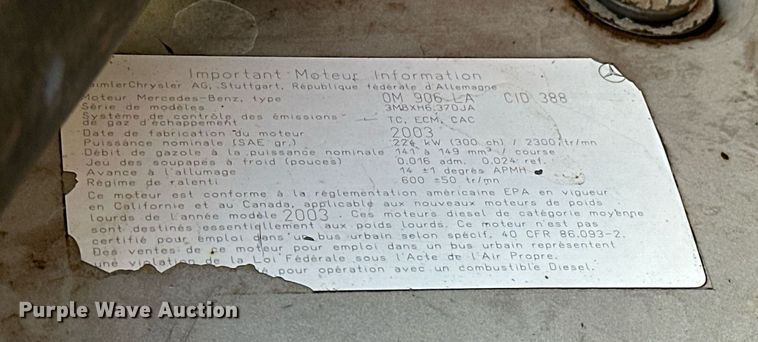 Important Moteur Information
aimlerChrysler AG, Stuttgart, République fédérale d'Allemagne
Moteur Mercedes-Benz, type OM 906 LA CID 388
Série de modèles 3MBXH6.37DJA
Système de contrôle des émissions
de gaz d'échappement TC, ECM, CAC
Date de fabrication du moteur 2003
Puissance nominale (SAE gr.) 224 kW (300 ch) / 2300 tr/mn
Débit de gazole à la puissance nominale 141 à 149 mm³ / course
Jeu des soupapes à froid (pouces) 0,016 adm. 0,024 ref.
Avance à l'allumage 14 ±1 degrès APMH
Régime de ralenti 600 ±50 tr/mn
Ce moteur est conforme à la réglementation américaine EPA en vigueur
en Californie et au Canada, applicable aux nouveaux moteurs de poids
lourds de l'année modèle 2003. Ces moteurs diesel de catégorie moyenne
sont destinés essentiellement aux poids lourds. Ce moteur n'est pas
certifié pour emploi dans un bus urbain selon spécif. 40 CFR 86.093-2.
Des ventes de ce moteur pour emploi dans un bus urbain représentent
une violation de la Loi Fédérale sous l'Acte de l'Air Propre.
pour opération avec un combustible Diesel.
Purple Wave Auction